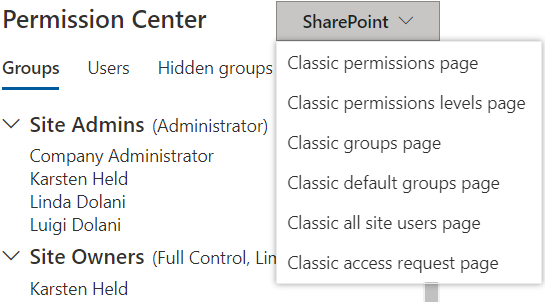 Permission Center
SharePoint
Groups Users Hidden groups
Classic permissions page
Classic permissions levels page
Classic groups page
Classic default groups page
Classic all site users page
Classic access request page
Site Admins (Administrator)
Company Administrator
Karsten Held
Linda Dolani
Luigi Dolani
Site Owners (Full Control, Lim
Karsten Held